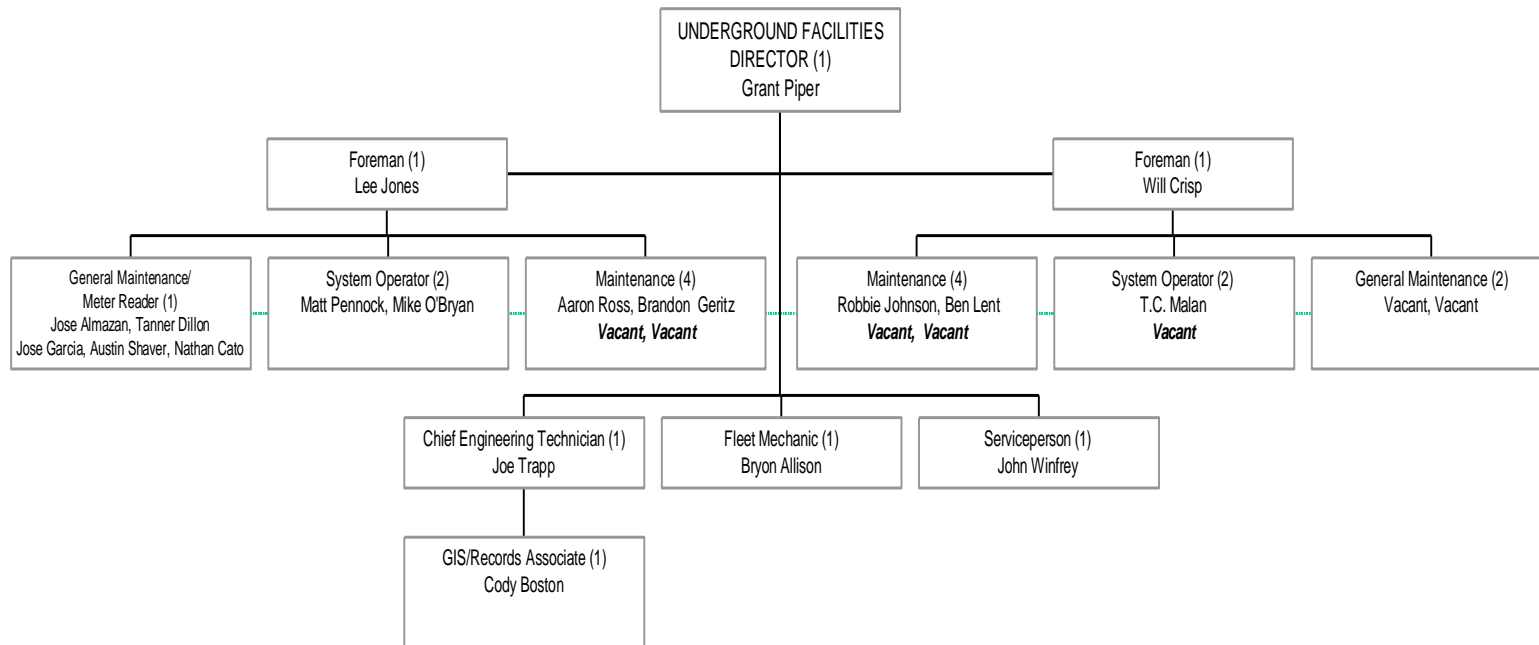 UNDERGROUND FACILITIES
DIRECTOR (1)
Grant Piper
Foreman (1)
Lee Jones
Foreman (1)
Will Crisp
General Maintenance/
Meter Reader (1)
Jose Almazan, Tanner Dillon
Jose Garcia, Austin Shaver, Nathan Cato
System Operator (2)
Matt Pennock, Mike O'Bryan
Maintenance (4)
Aaron Ross, Brandon Geritz
Vacant, Vacant
Maintenance (4)
Robbie Johnson, Ben Lent
Vacant, Vacant
System Operator (2)
T.C. Malan
Vacant
General Maintenance (2)
Vacant, Vacant
Chief Engineering Technician (1)
Joe Trapp
Fleet Mechanic (1)
Bryon Allison
Serviceperson (1)
John Winfrey
GIS/Records Associate (1)
Cody Boston